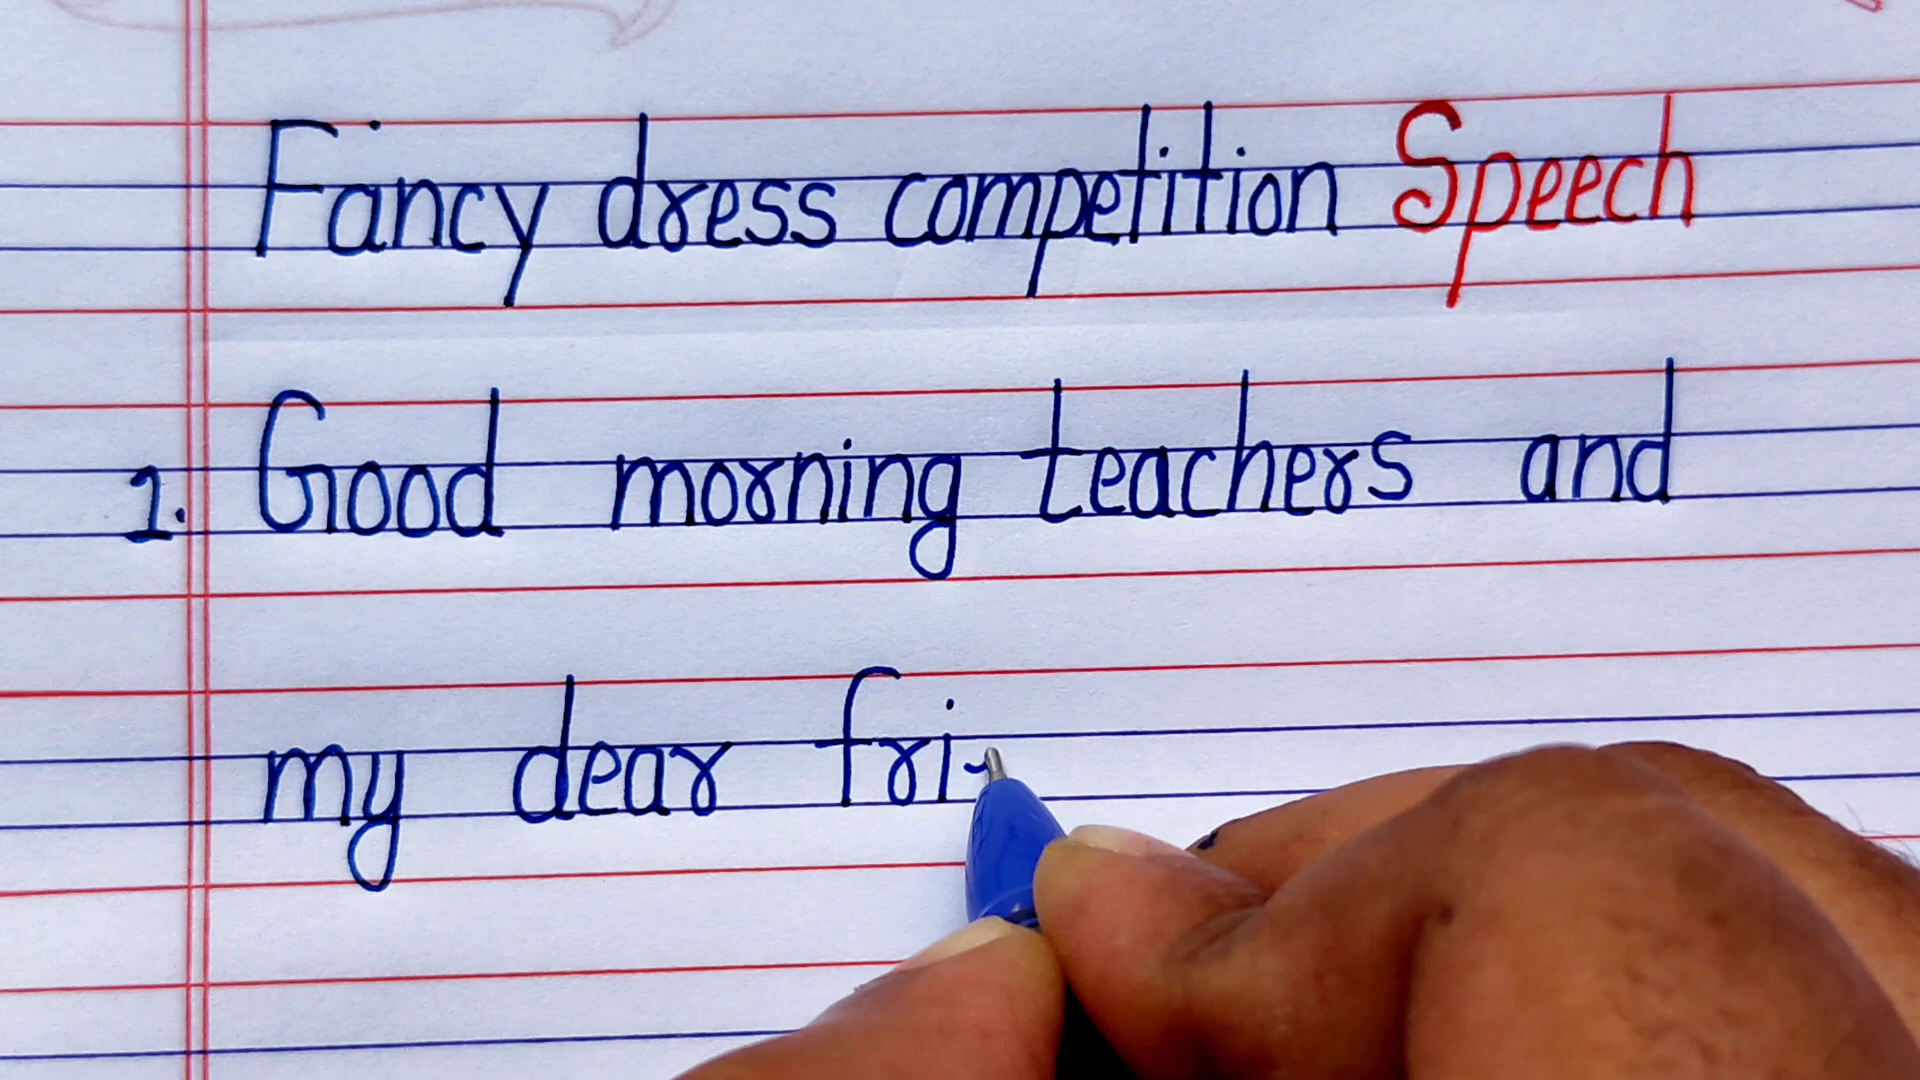 Fancy dress competition Speech
1. Good morning teachers and
my dear fri